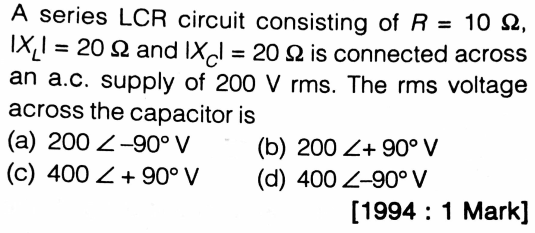 A series LCR circuit consisting of R = 10 Ω,
|X_L| = 20 Ω and |X_C| = 20 Ω is connected across
an a.c. supply of 200 V rms. The rms voltage
across the capacitor is
(a) 200 ∠–90° V (b) 200 ∠+ 90° V
(c) 400 ∠ + 90° V (d) 400 ∠–90° V
[1994 : 1 Mark]